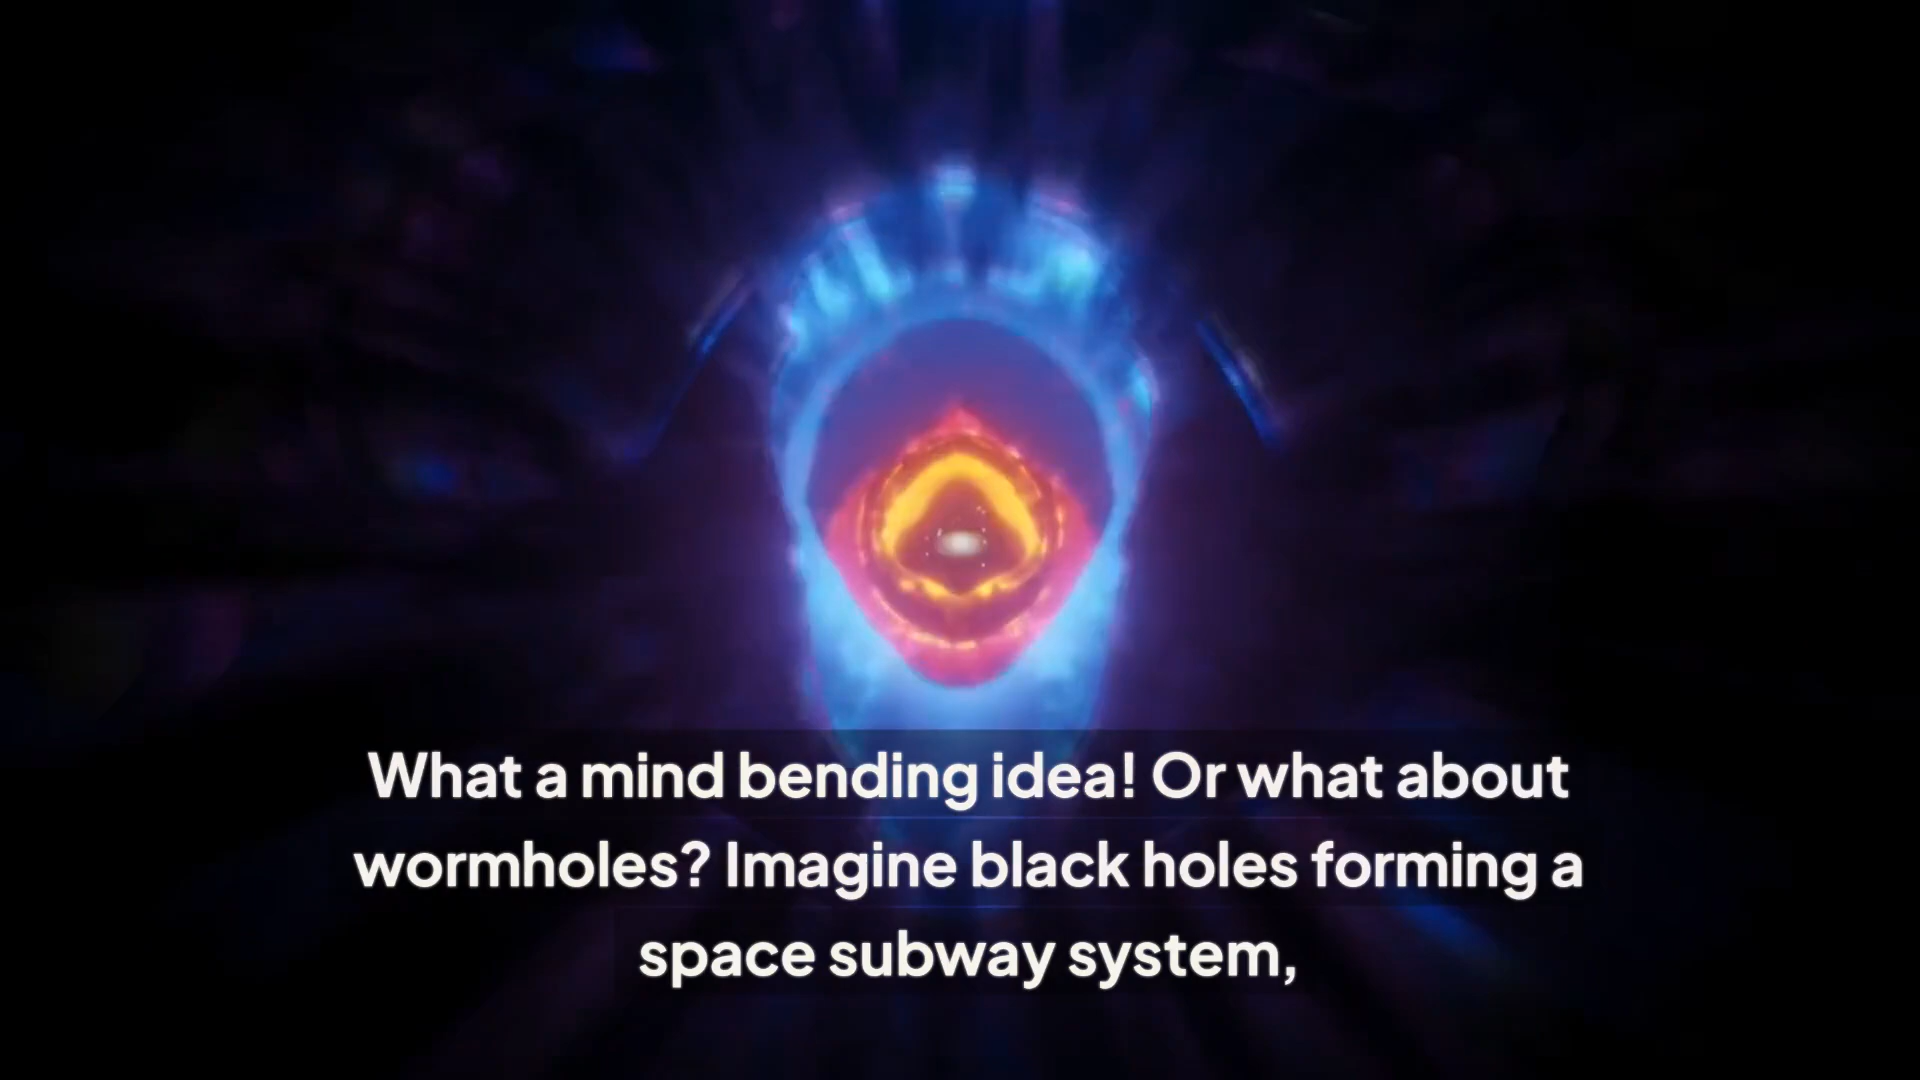 What a mind bending idea! Or what about
wormholes? Imagine black holes forming a
space subway system,